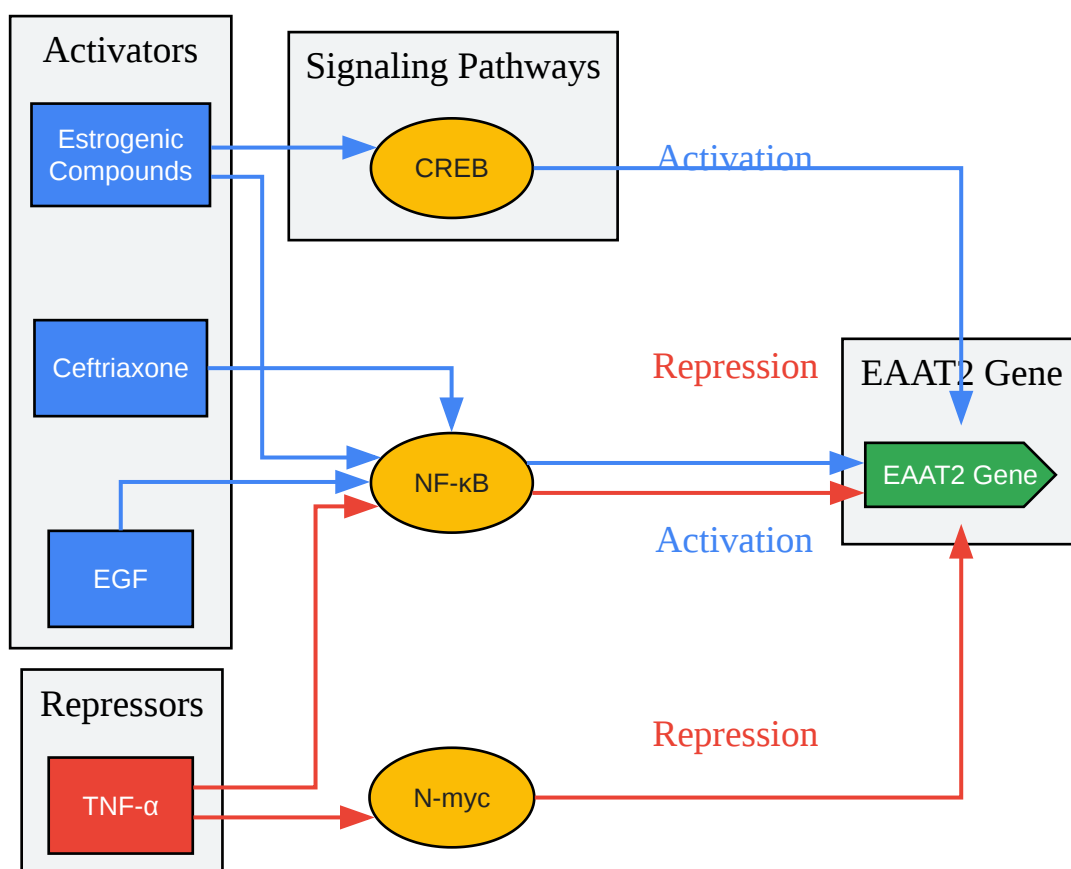 Activators
Signaling Pathways
Estrogenic
Compounds
CREB
Activation
Ceftriaxone
Repression
EAAT2 Gene
NF-κB
EAAT2 Gene
Activation
EGF
Repressors
Repression
TNF-α
N-myc